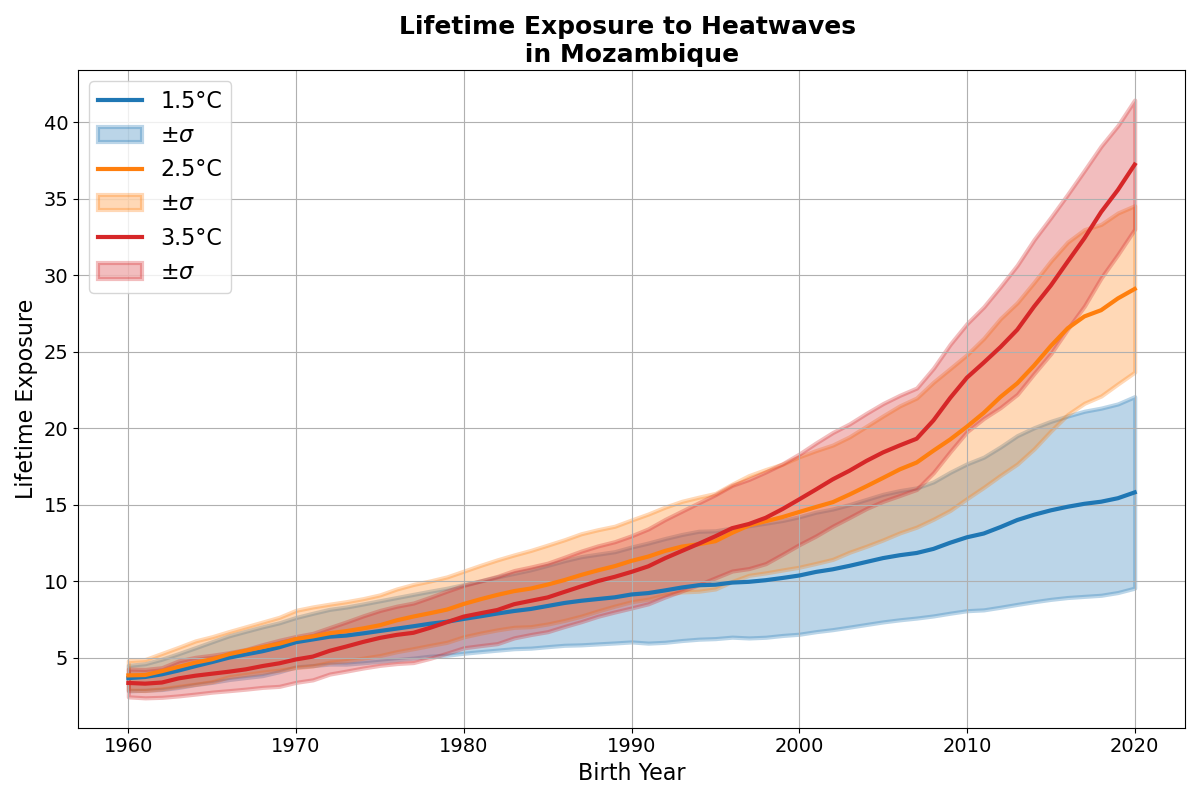 Lifetime Exposure to Heatwaves
in Mozambique
1.5°C
±σ
2.5°C
±σ
3.5°C
±σ
Lifetime Exposure
40
35
30
25
20
15
10
5
1960 1970 1980 1990 2000 2010 2020
Birth Year